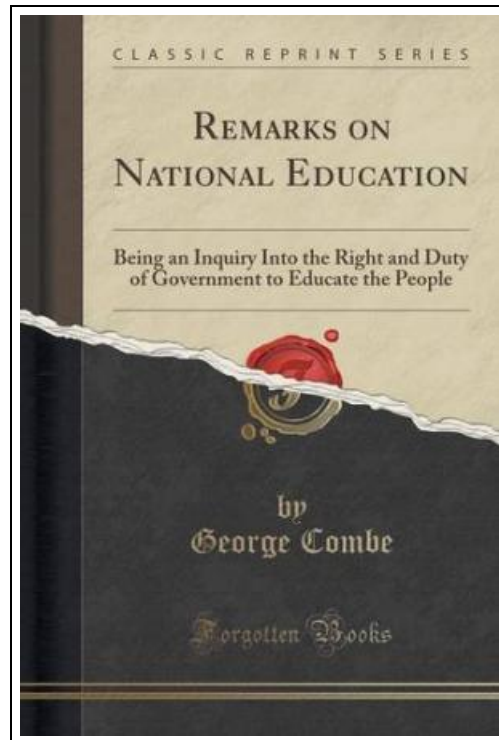 CLASSIC REPRINT SERIES
REMARKS ON
NATIONAL EDUCATION
Being an Inquiry Into the Right and Duty
of Government to Educate the People
by
George Combe
Forgotten Books